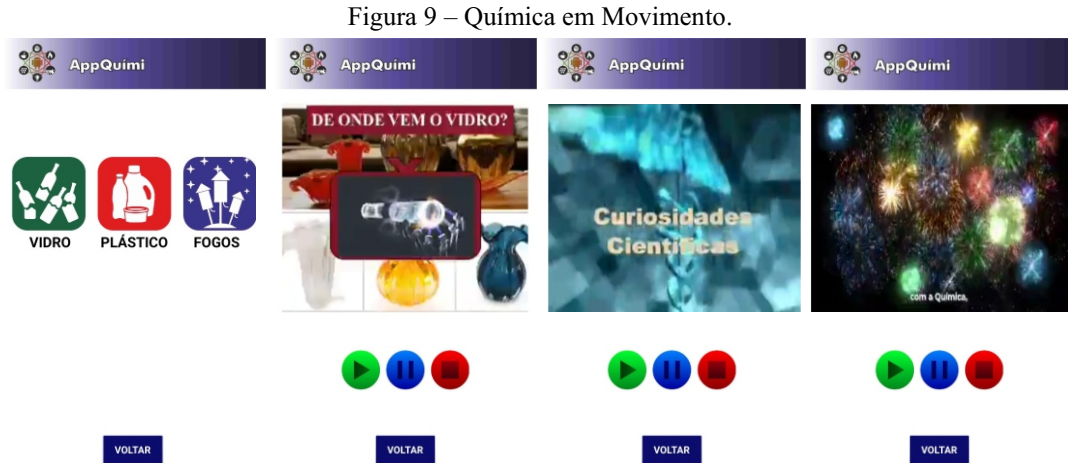 Figura 9 – Química em Movimento.
AppQuími
VIDRO
PLÁSTICO
FOGOS
VOLTAR
AppQuími
DE ONDE VEM O VIDRO?
VOLTAR
AppQuími
Curiosidades
Científicas
VOLTAR
AppQuími
com a Química,
VOLTAR